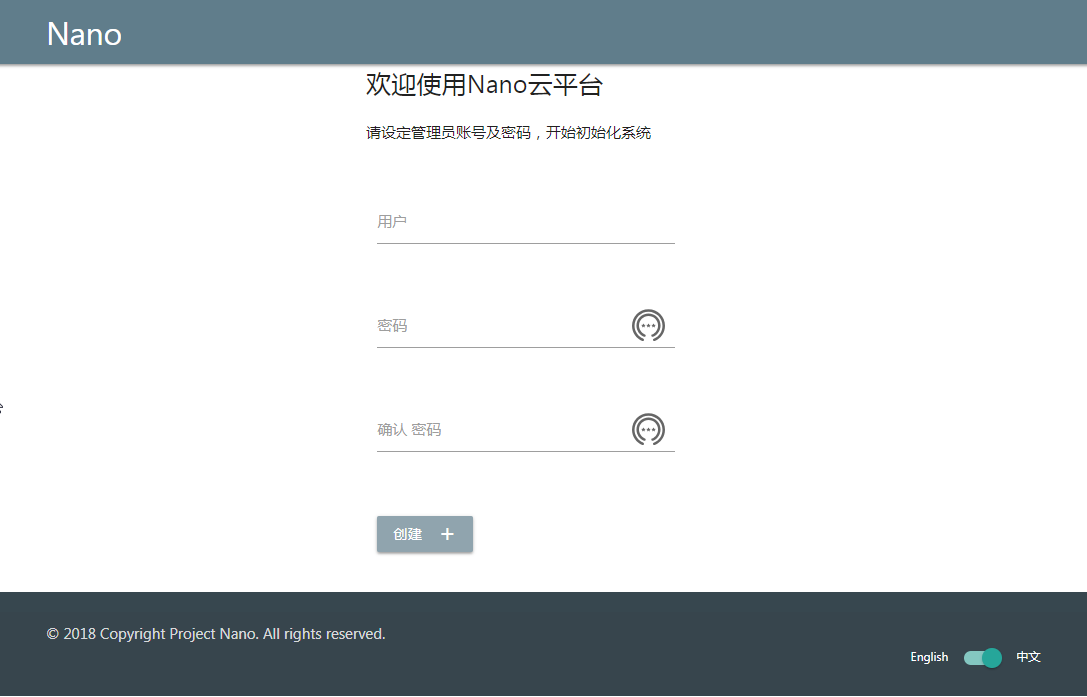 Nano
欢迎使用Nano云平台
请设定管理员账号及密码，开始初始化系统
用户
密码
确认 密码
创建 +
© 2018 Copyright Project Nano. All rights reserved.
English 中文